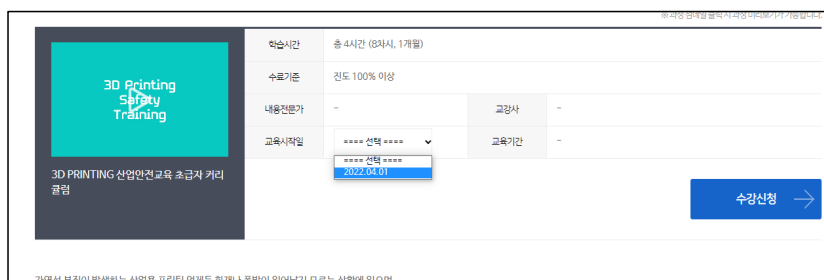 ※ 과정 썸네일 클릭 시 과정 미리보기가 가능합니다.
3D Printing
Safety
Training
3D PRINTING 산업안전교육 초급자 커리
큘럼
학습시간 총 4시간 (8차시, 1개월)
수료기준 진도 100% 이상
내용전문가 - 교강사 -
교육시작일 ==== 선택 ==== 교육기간 -
==== 선택 ====
2022.04.01
수강신청